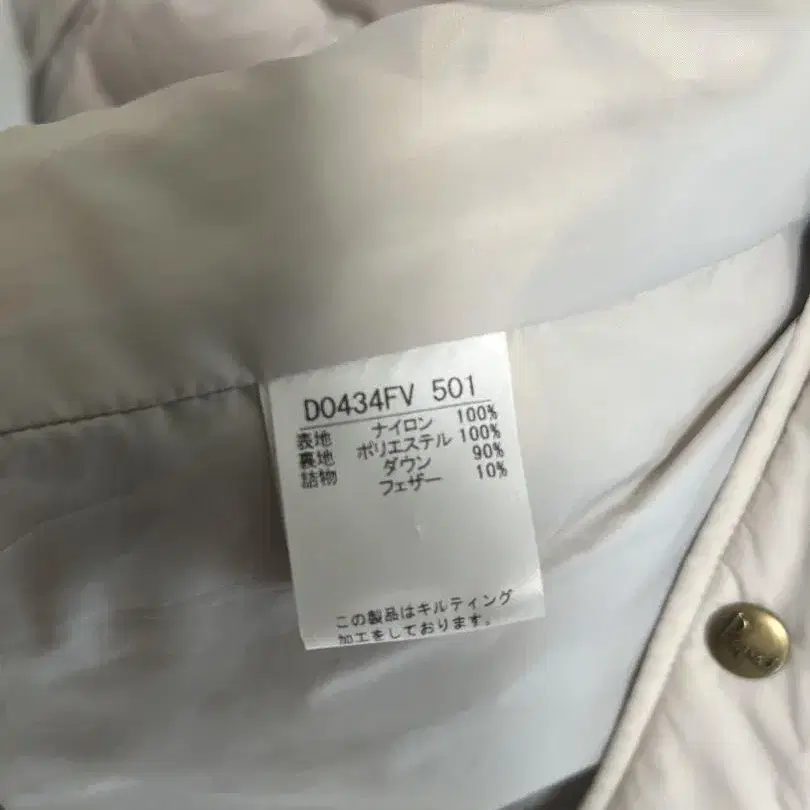 D0434FV 501
表地 ナイロン 100%
裏地 ポリエステル 100%
詰物 ダウン 90%
フェザー 10%
この製品はキルティング
加工をしております。